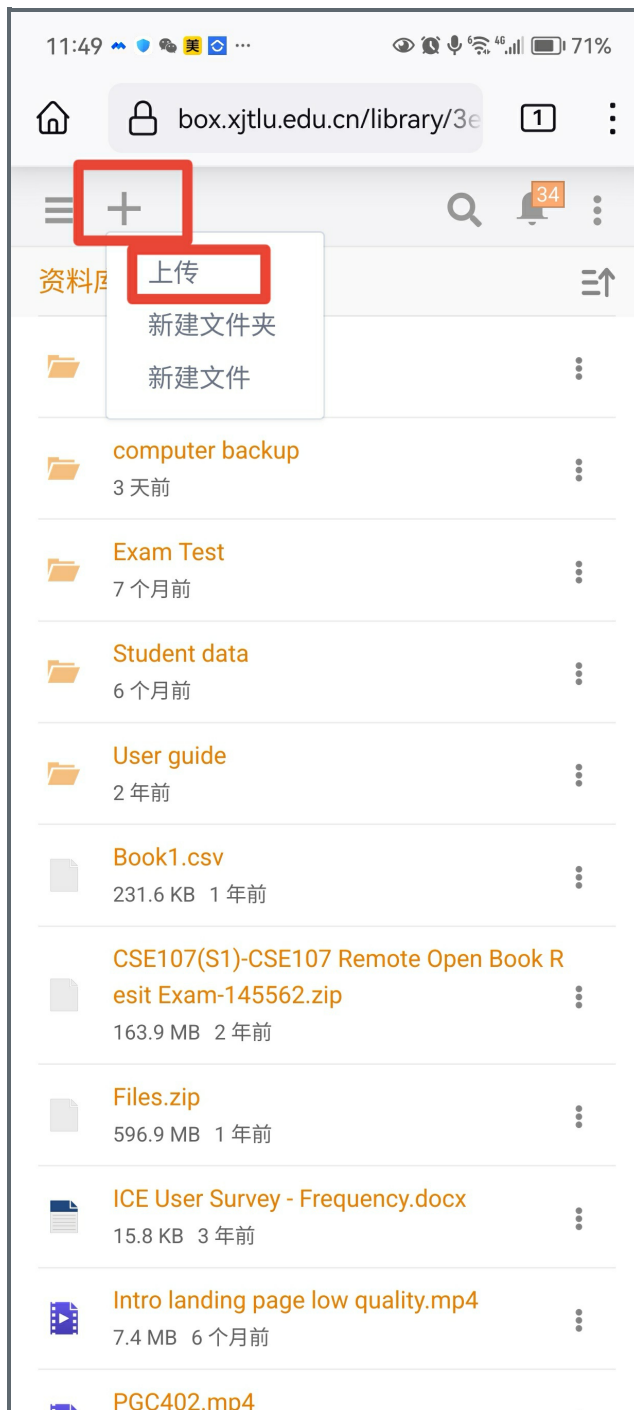 11:49 美 ··· 6 4G 71%
box.xjtlu.edu.cn/library/3e 1
34
资料库
上传
新建文件夹
新建文件
computer backup
3 天前
Exam Test
7 个月前
Student data
6 个月前
User guide
2 年前
Book1.csv
231.6 KB 1 年前
CSE107(S1)-CSE107 Remote Open Book R
esit Exam-145562.zip
163.9 MB 2 年前
Files.zip
596.9 MB 1 年前
ICE User Survey - Frequency.docx
15.8 KB 3 年前
Intro landing page low quality.mp4
7.4 MB 6 个月前
PGC402.mp4